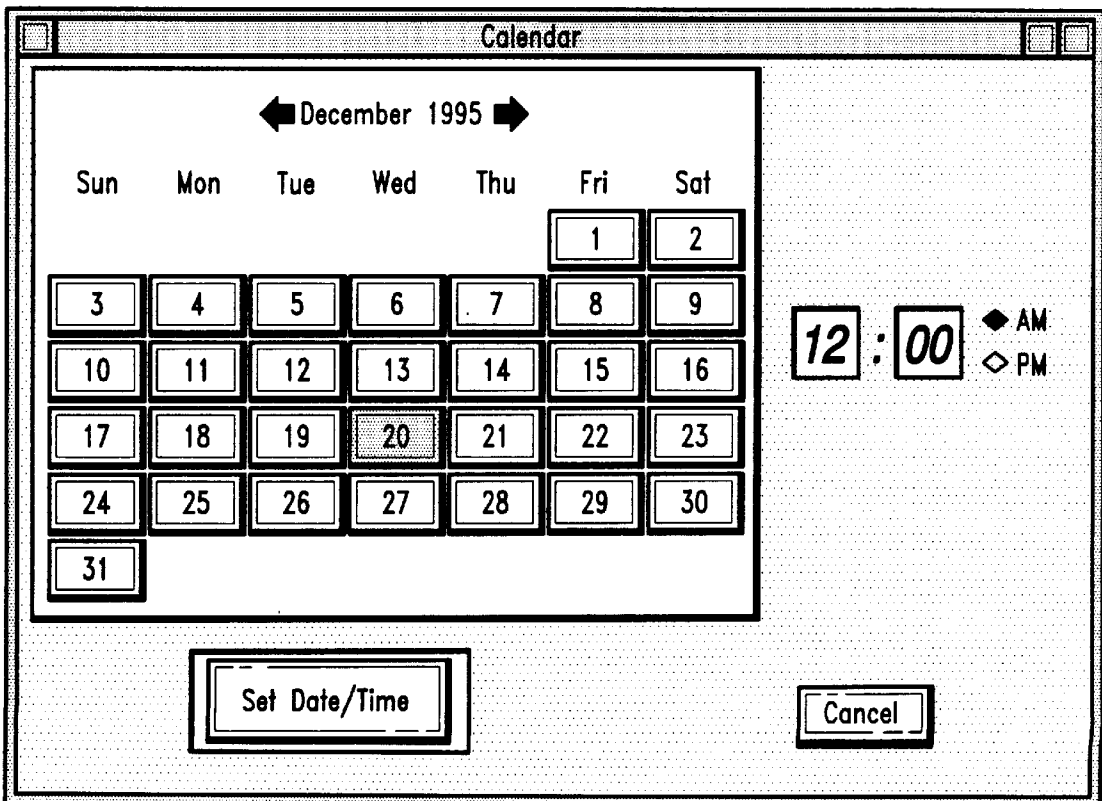 Calendar
December 1995
Sun Mon Tue Wed Thu Fri Sat
1 2
3 4 5 6 7 8 9
10 11 12 13 14 15 16
17 18 19 20 21 22 23
24 25 26 27 28 29 30
31
12 : 00
AM
PM
Set Date/Time
Cancel